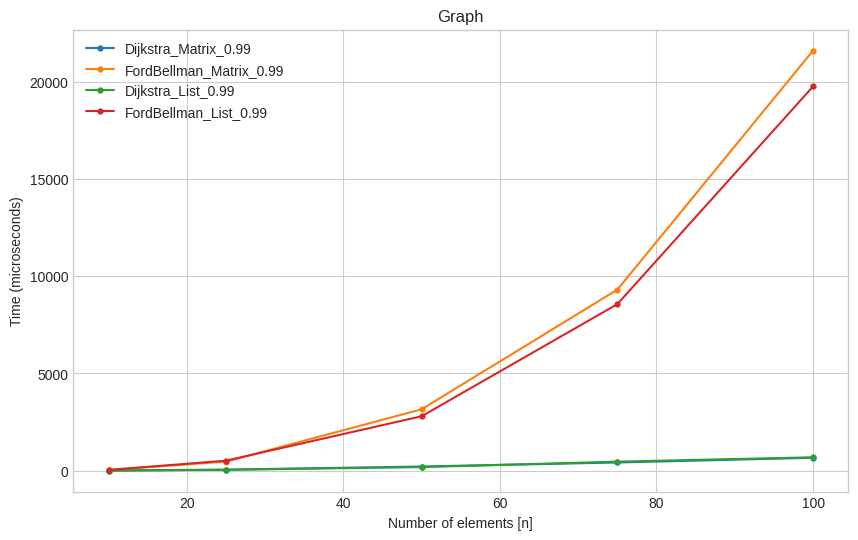 Graph
Dijkstra_Matrix_0.99
FordBellman_Matrix_0.99
Dijkstra_List_0.99
FordBellman_List_0.99
Time (microseconds)
20000
15000
10000
5000
0
20 40 60 80 100
Number of elements [n]